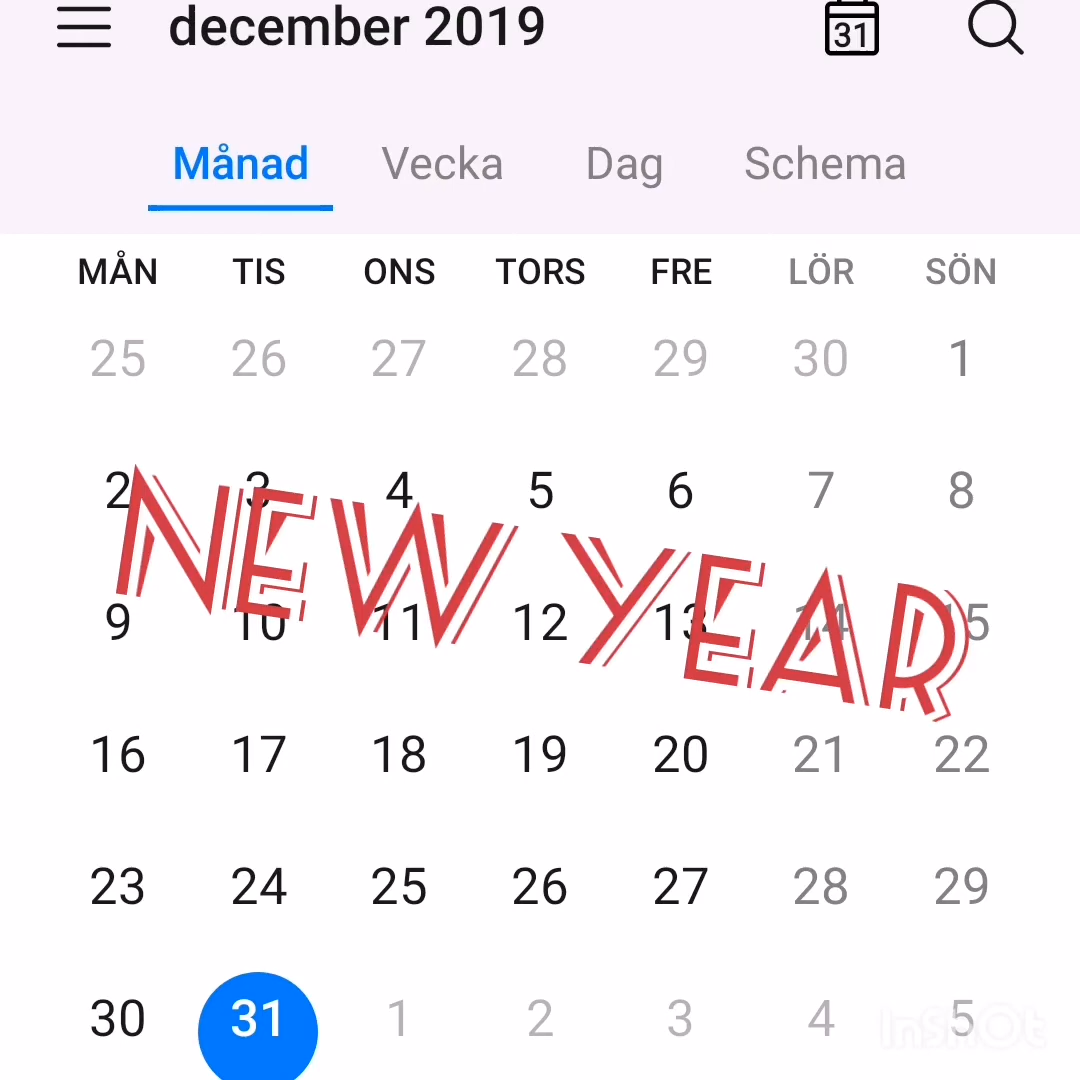 december 2019
31
Månad Vecka Dag Schema
MÅN TIS ONS TORS FRE LÖR SÖN
25 26 27 28 29 30 1
2 3 4 5 6 7 8
NEW YEAR
9 10 11 12 13 14 15
16 17 18 19 20 21 22
23 24 25 26 27 28 29
30 31 1 2 3 4 5
InShOt